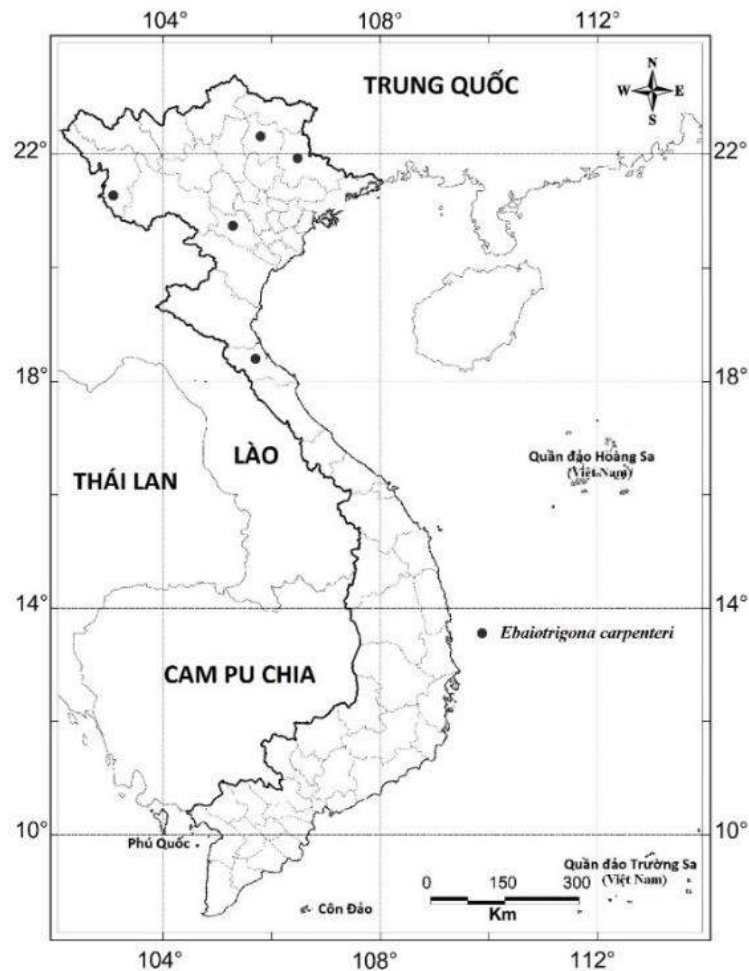 104°
108°
112°
N
TRUNG QUỐC
W
E
S
22°
22°
18°
18°
LÀO
Quần đảo Hoàng Sa
(Việt Nam)
THÁI LAN
14°
14°
Ebaiotrigona carpenteri
CAM PU CHIA
10°
10°
Phú Quốc
Quần đảo Trường Sa
(Việt Nam)
0 150 300
Km
Côn Đảo
104°
108°
112°